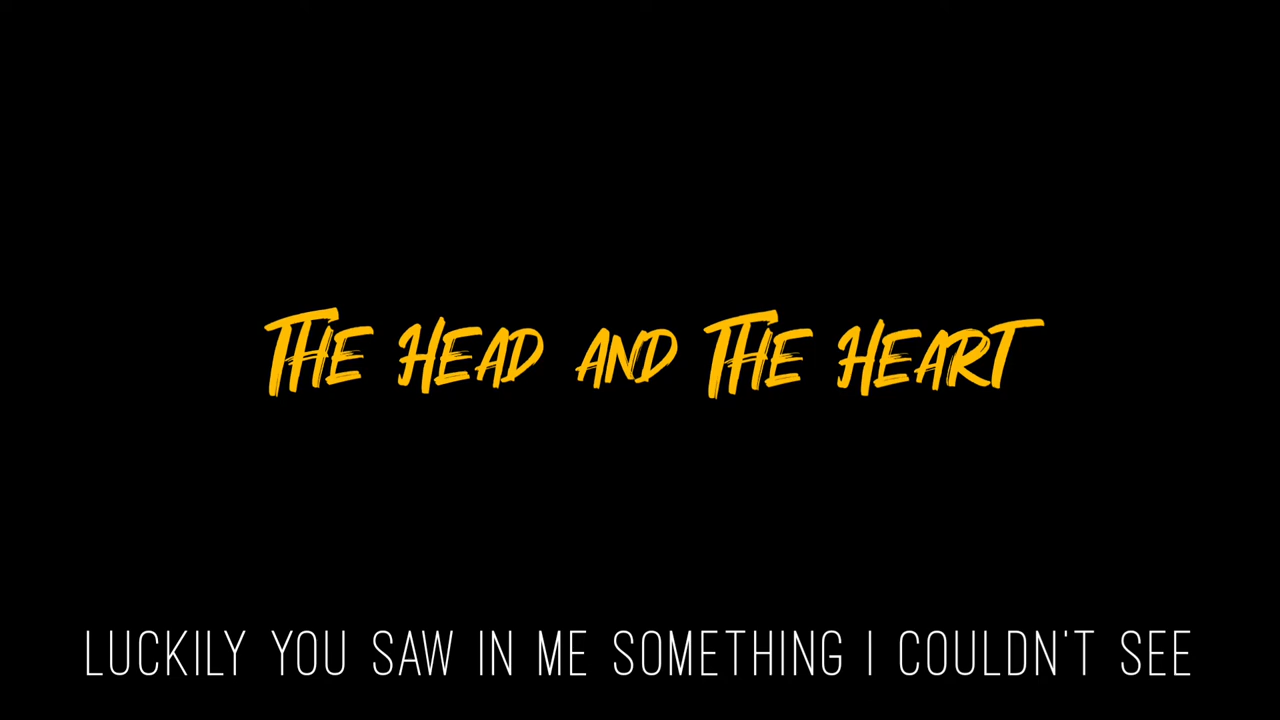 THE HEAD AND THE HEART
LUCKILY YOU SAW IN ME SOMETHING I COULDN'T SEE